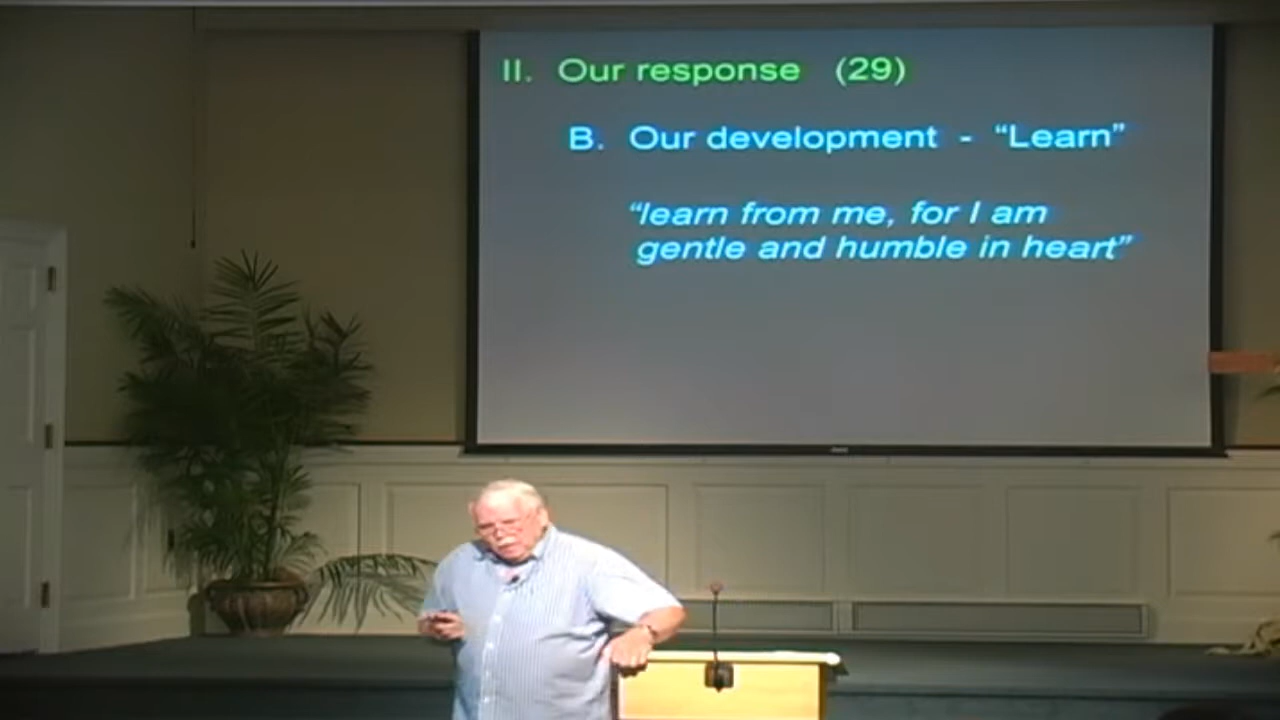 II. Our response (29)
B. Our development - “Learn”
“learn from me, for I am
gentle and humble in heart”